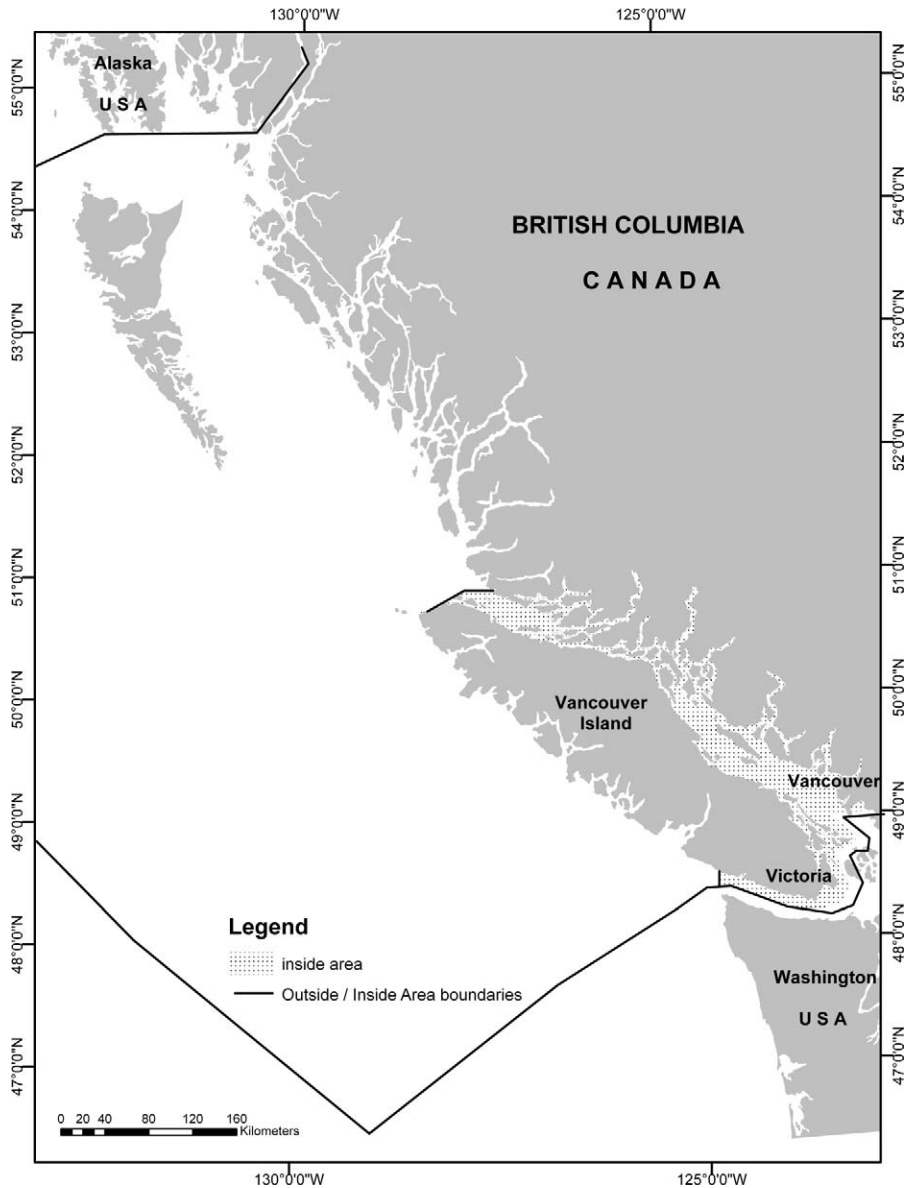 130°0'0"W 125°0'0"W
Alaska
U S A
55°0'0"N 55°0'0"N
54°0'0"N 54°0'0"N
BRITISH COLUMBIA
C A N A D A
53°0'0"N 53°0'0"N
52°0'0"N 52°0'0"N
51°0'0"N 51°0'0"N
50°0'0"N 50°0'0"N
Vancouver
Island
Vancouver
49°0'0"N 49°0'0"N
Victoria
Legend
48°0'0"N 48°0'0"N
inside area
Washington
Outside / Inside Area boundaries
U S A
47°0'0"N 47°0'0"N
0 20 40 80 120 160
Kilometers
130°0'0"W 125°0'0"W